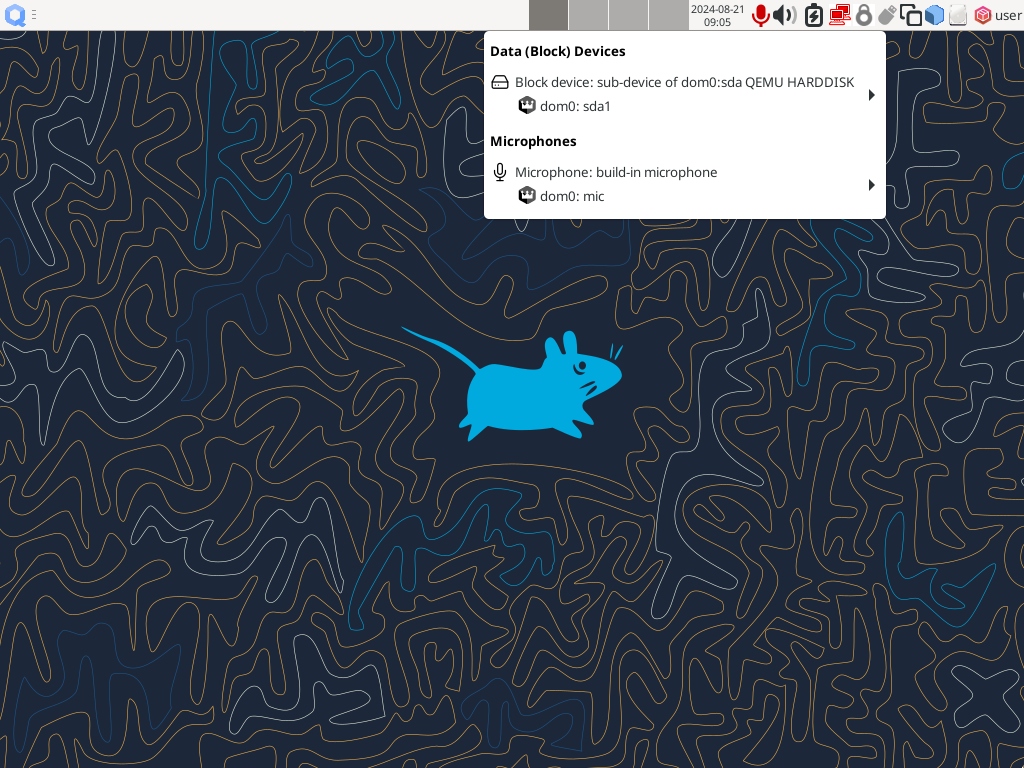 2024-08-21
09:05
user
Data (Block) Devices
Block device: sub-device of dom0:sda QEMU HARDDISK
dom0: sda1
Microphones
Microphone: build-in microphone
dom0: mic